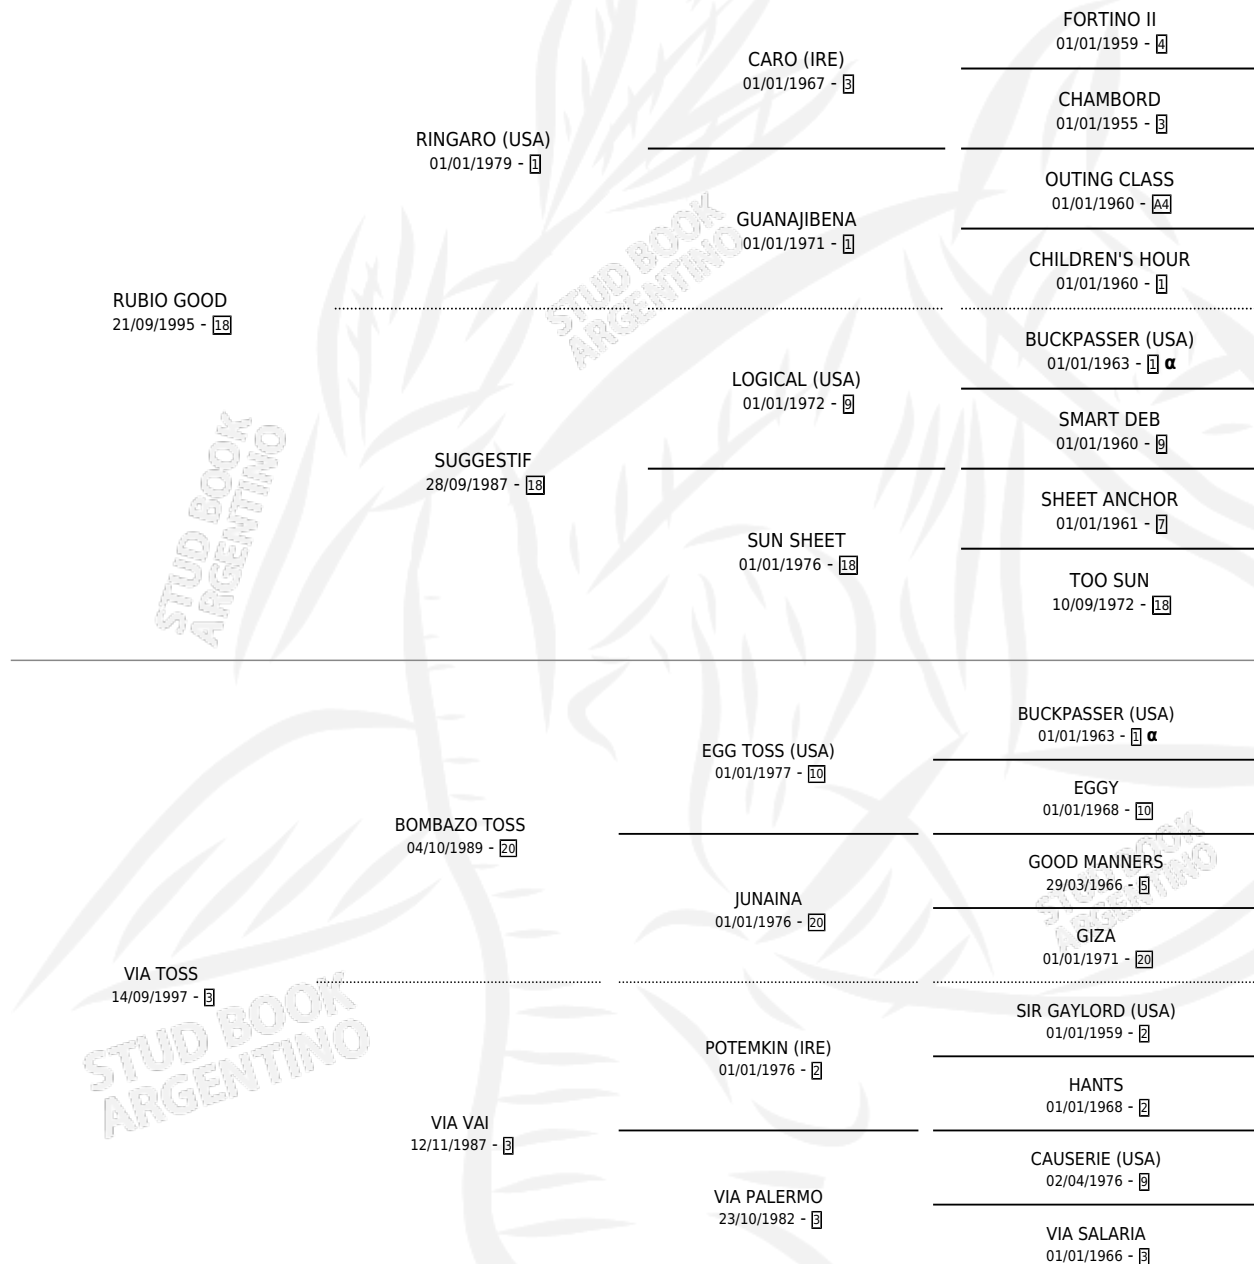 FORTINO II
01/01/1959 - 4
CARO (IRE)
01/01/1967 - 3
CHAMBORD
01/01/1955 - 3
RINGARO (USA)
01/01/1979 - 1
OUTING CLASS
01/01/1960 - A4
GUANAJIBENA
01/01/1971 - 1
CHILDREN'S HOUR
01/01/1960 - 1
RUBIO GOOD
21/09/1995 - 18
BUCKPASSER (USA)
01/01/1963 - 1 α
LOGICAL (USA)
01/01/1972 - 9
SMART DEB
01/01/1960 - 9
SUGGESTIF
28/09/1987 - 18
SHEET ANCHOR
01/01/1961 - 7
SUN SHEET
01/01/1976 - 18
TOO SUN
10/09/1972 - 18
STUD BOOK
ARGENTINO
STUD BOOK
ARGENTINO
BUCKPASSER (USA)
01/01/1963 - 1 α
EGG TOSS (USA)
01/01/1977 - 10
EGGY
01/01/1968 - 10
BOMBAZO TOSS
04/10/1989 - 20
GOOD MANNERS
29/03/1966 - 5
JUNAINA
01/01/1976 - 20
GIZA
01/01/1971 - 20
VIA TOSS
14/09/1997 - 3
SIR GAYLORD (USA)
01/01/1959 - 2
POTEMKIN (IRE)
01/01/1976 - 2
HANTS
01/01/1968 - 2
VIA VAI
12/11/1987 - 3
CAUSERIE (USA)
02/04/1976 - 9
VIA PALERMO
23/10/1982 - 3
VIA SALARIA
01/01/1966 - 3
STUD BOOK
ARGENTINO
STUD BOOK
ARGENTINO